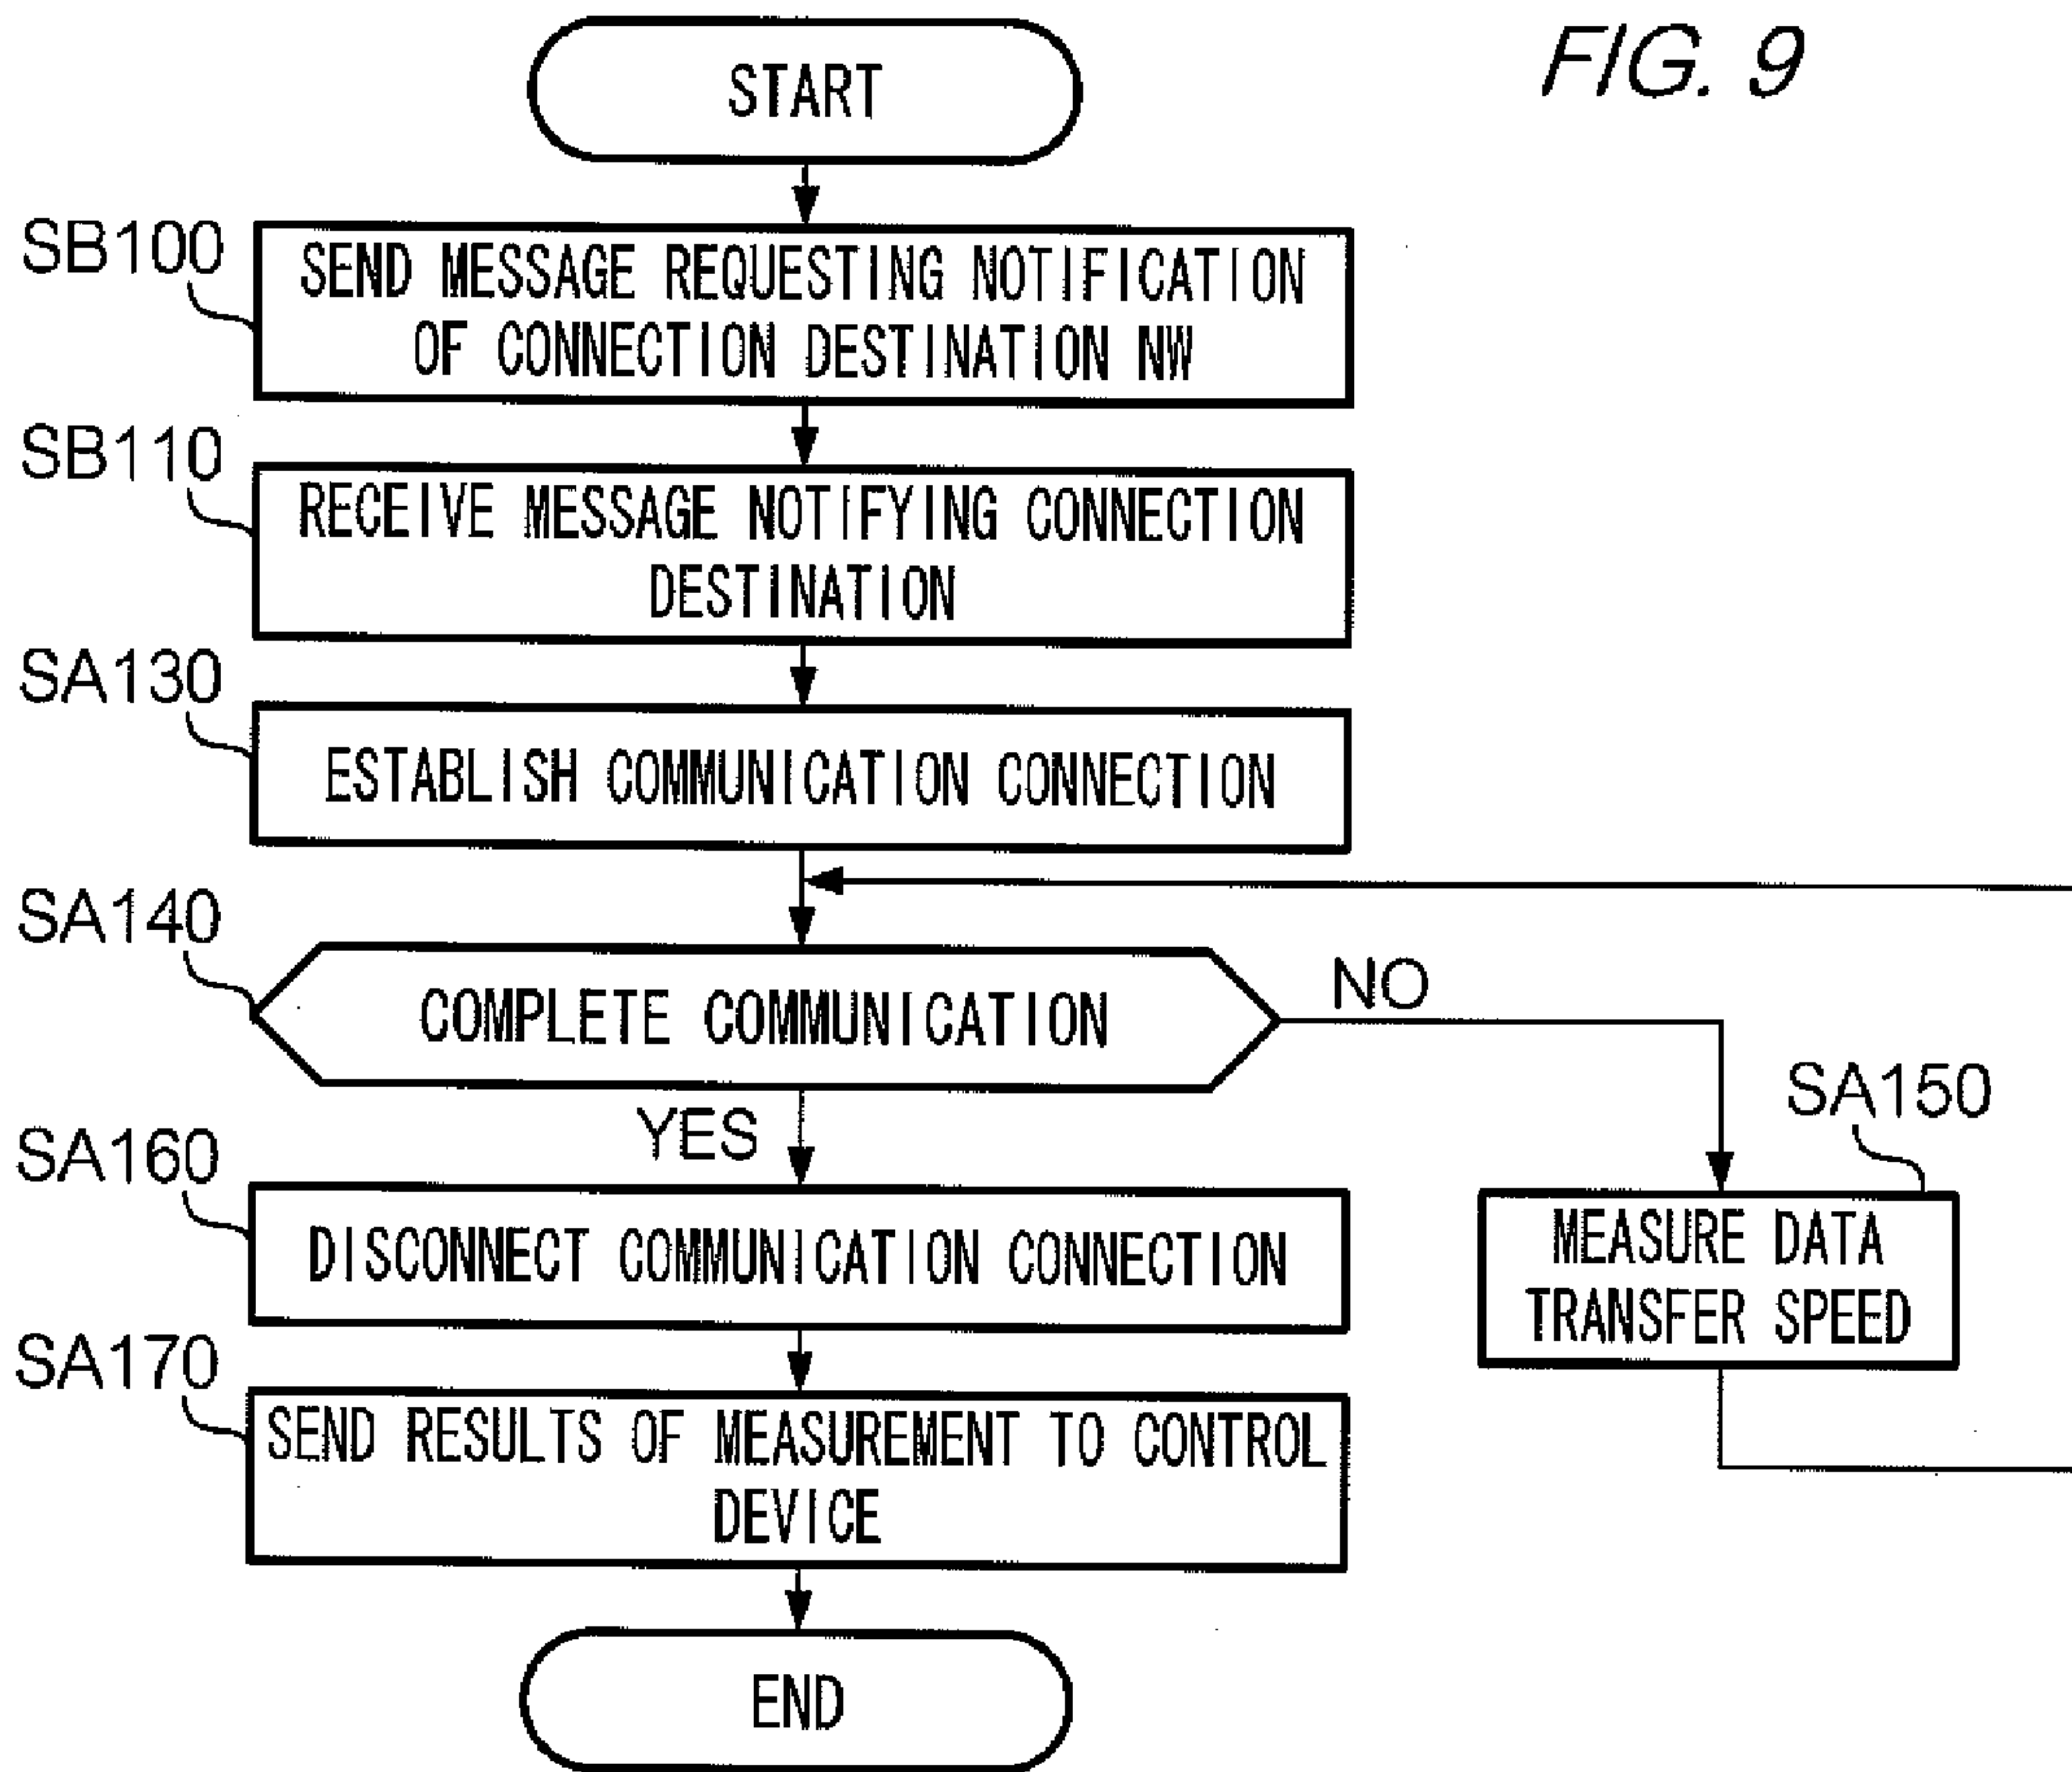 FIG. 9
START
SB100
SEND MESSAGE REQUESTING NOTIFICATION
OF CONNECTION DESTINATION NW
SB110
RECEIVE MESSAGE NOTIFYING CONNECTION
DESTINATION
SA130
ESTABLISH COMMUNICATION CONNECTION
SA140
COMPLETE COMMUNICATION
NO
YES
SA150
MEASURE DATA
TRANSFER SPEED
SA160
DISCONNECT COMMUNICATION CONNECTION
SA170
SEND RESULTS OF MEASUREMENT TO CONTROL
DEVICE
END